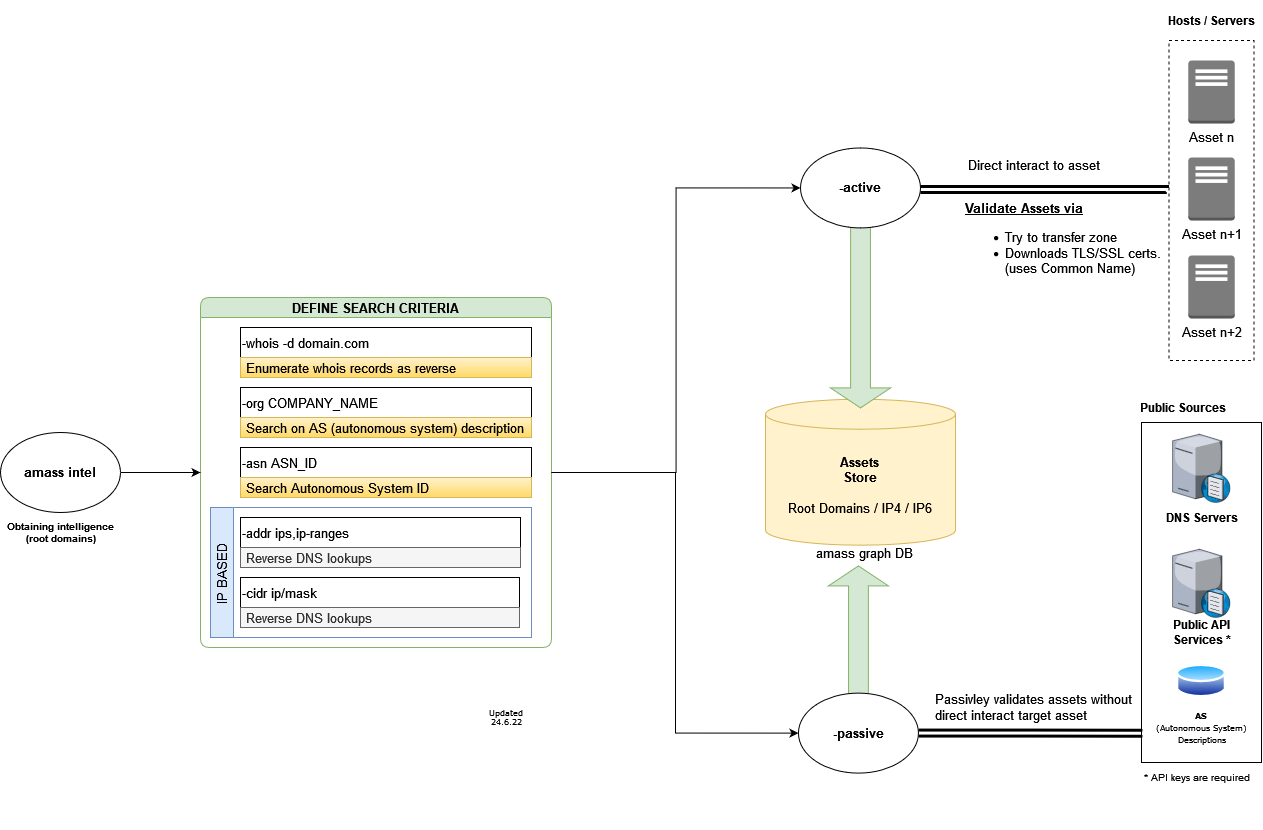 Hosts / Servers
Asset n
Asset n+1
Asset n+2
-active
Direct interact to asset
Validate Assets via
• Try to transfer zone
• Downloads TLS/SSL certs.
(uses Common Name)
DEFINE SEARCH CRITERIA
-whois -d domain.com
Enumerate whois records as reverse
-org COMPANY_NAME
Search on AS (autonomous system) description
-asn ASN_ID
Search Autonomous System ID
IP BASED
-addr ips,ip-ranges
Reverse DNS lookups
-cidr ip/mask
Reverse DNS lookups
amass intel
Obtaining intelligence
(root domains)
Updated
24.6.22
Assets
Store
Root Domains / IP4 / IP6
amass graph DB
-passive
Passivley validates assets without
direct interact target asset
Public Sources
DNS Servers
Public API
Services *
AS
(Autonomous System)
Descriptions
* API keys are required